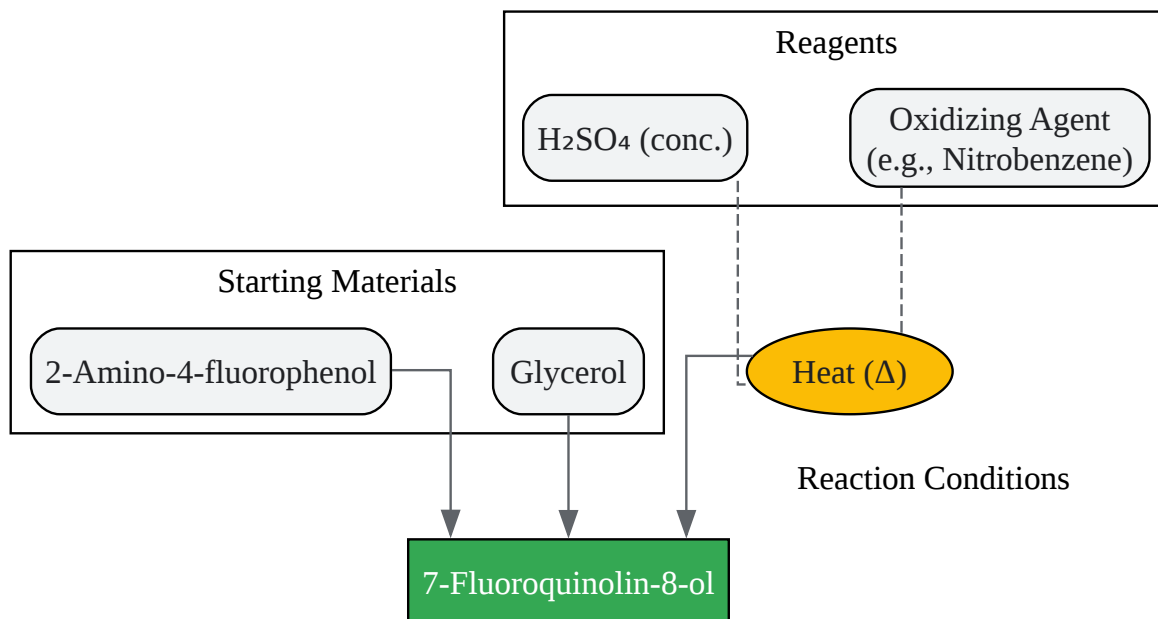 Reagents
H₂SO₄ (conc.)
Oxidizing Agent
(e.g., Nitrobenzene)
Starting Materials
2-Amino-4-fluorophenol
Glycerol
Heat (Δ)
Reaction Conditions
7-Fluoroquinolin-8-ol